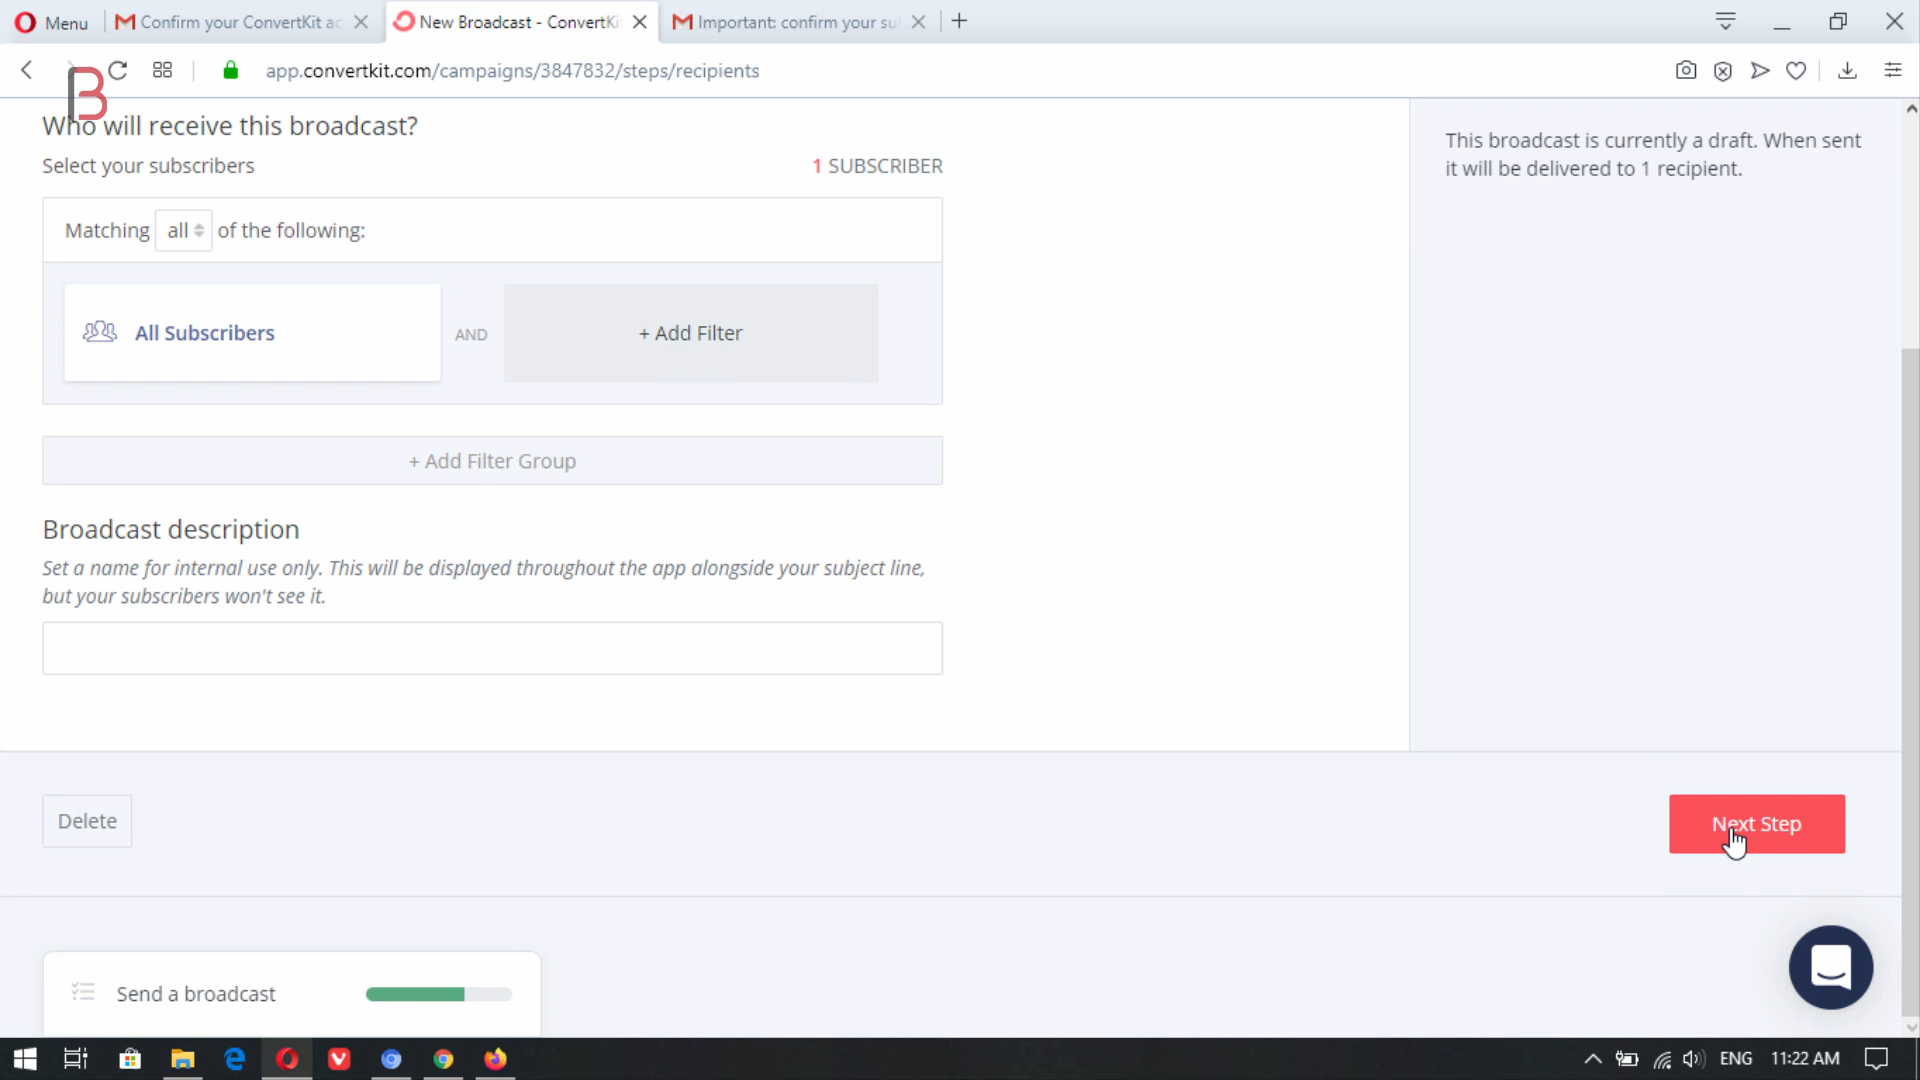 Menu
Confirm your ConvertKit ac
New Broadcast - ConvertKi
Important: confirm your su
app.convertkit.com/campaigns/3847832/steps/recipients
B
Who will receive this broadcast?
Select your subscribers
1 SUBSCRIBER
This broadcast is currently a draft. When sent
it will be delivered to 1 recipient.
Matching all of the following:
All Subscribers
AND
+ Add Filter
+ Add Filter Group
Broadcast description
Set a name for internal use only. This will be displayed throughout the app alongside your subject line,
but your subscribers won't see it.
Delete
Next Step
Send a broadcast
ENG
11:22 AM